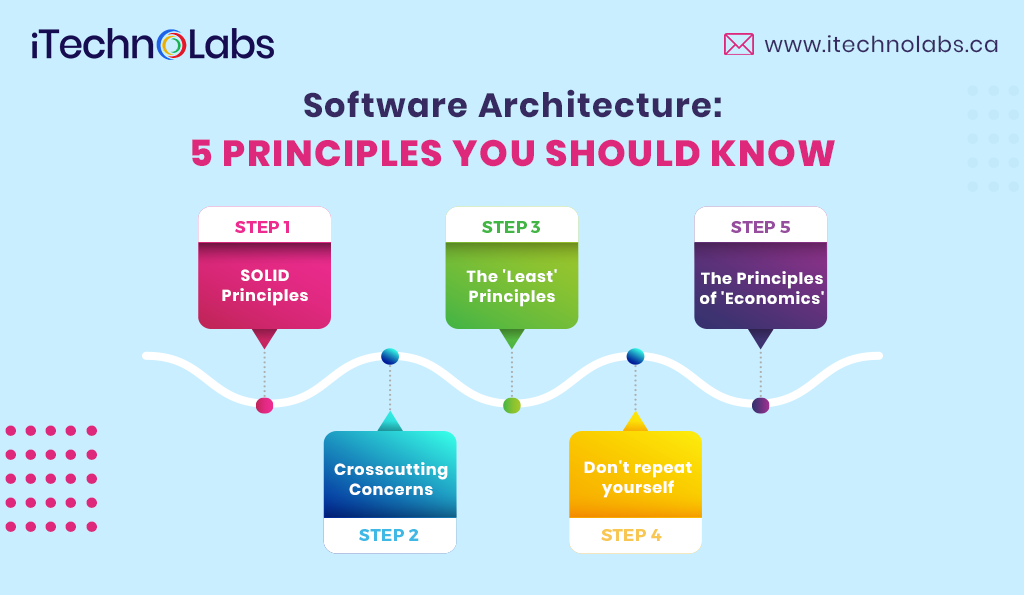 iTechnoLabs
www.itechnolabs.ca
Software Architecture:
5 PRINCIPLES YOU SHOULD KNOW
STEP 1
SOLID
Principles
Crosscutting
Concerns
STEP 2
STEP 3
The 'Least'
Principles
Don't repeat
yourself
STEP 4
STEP 5
The Principles
of 'Economics'